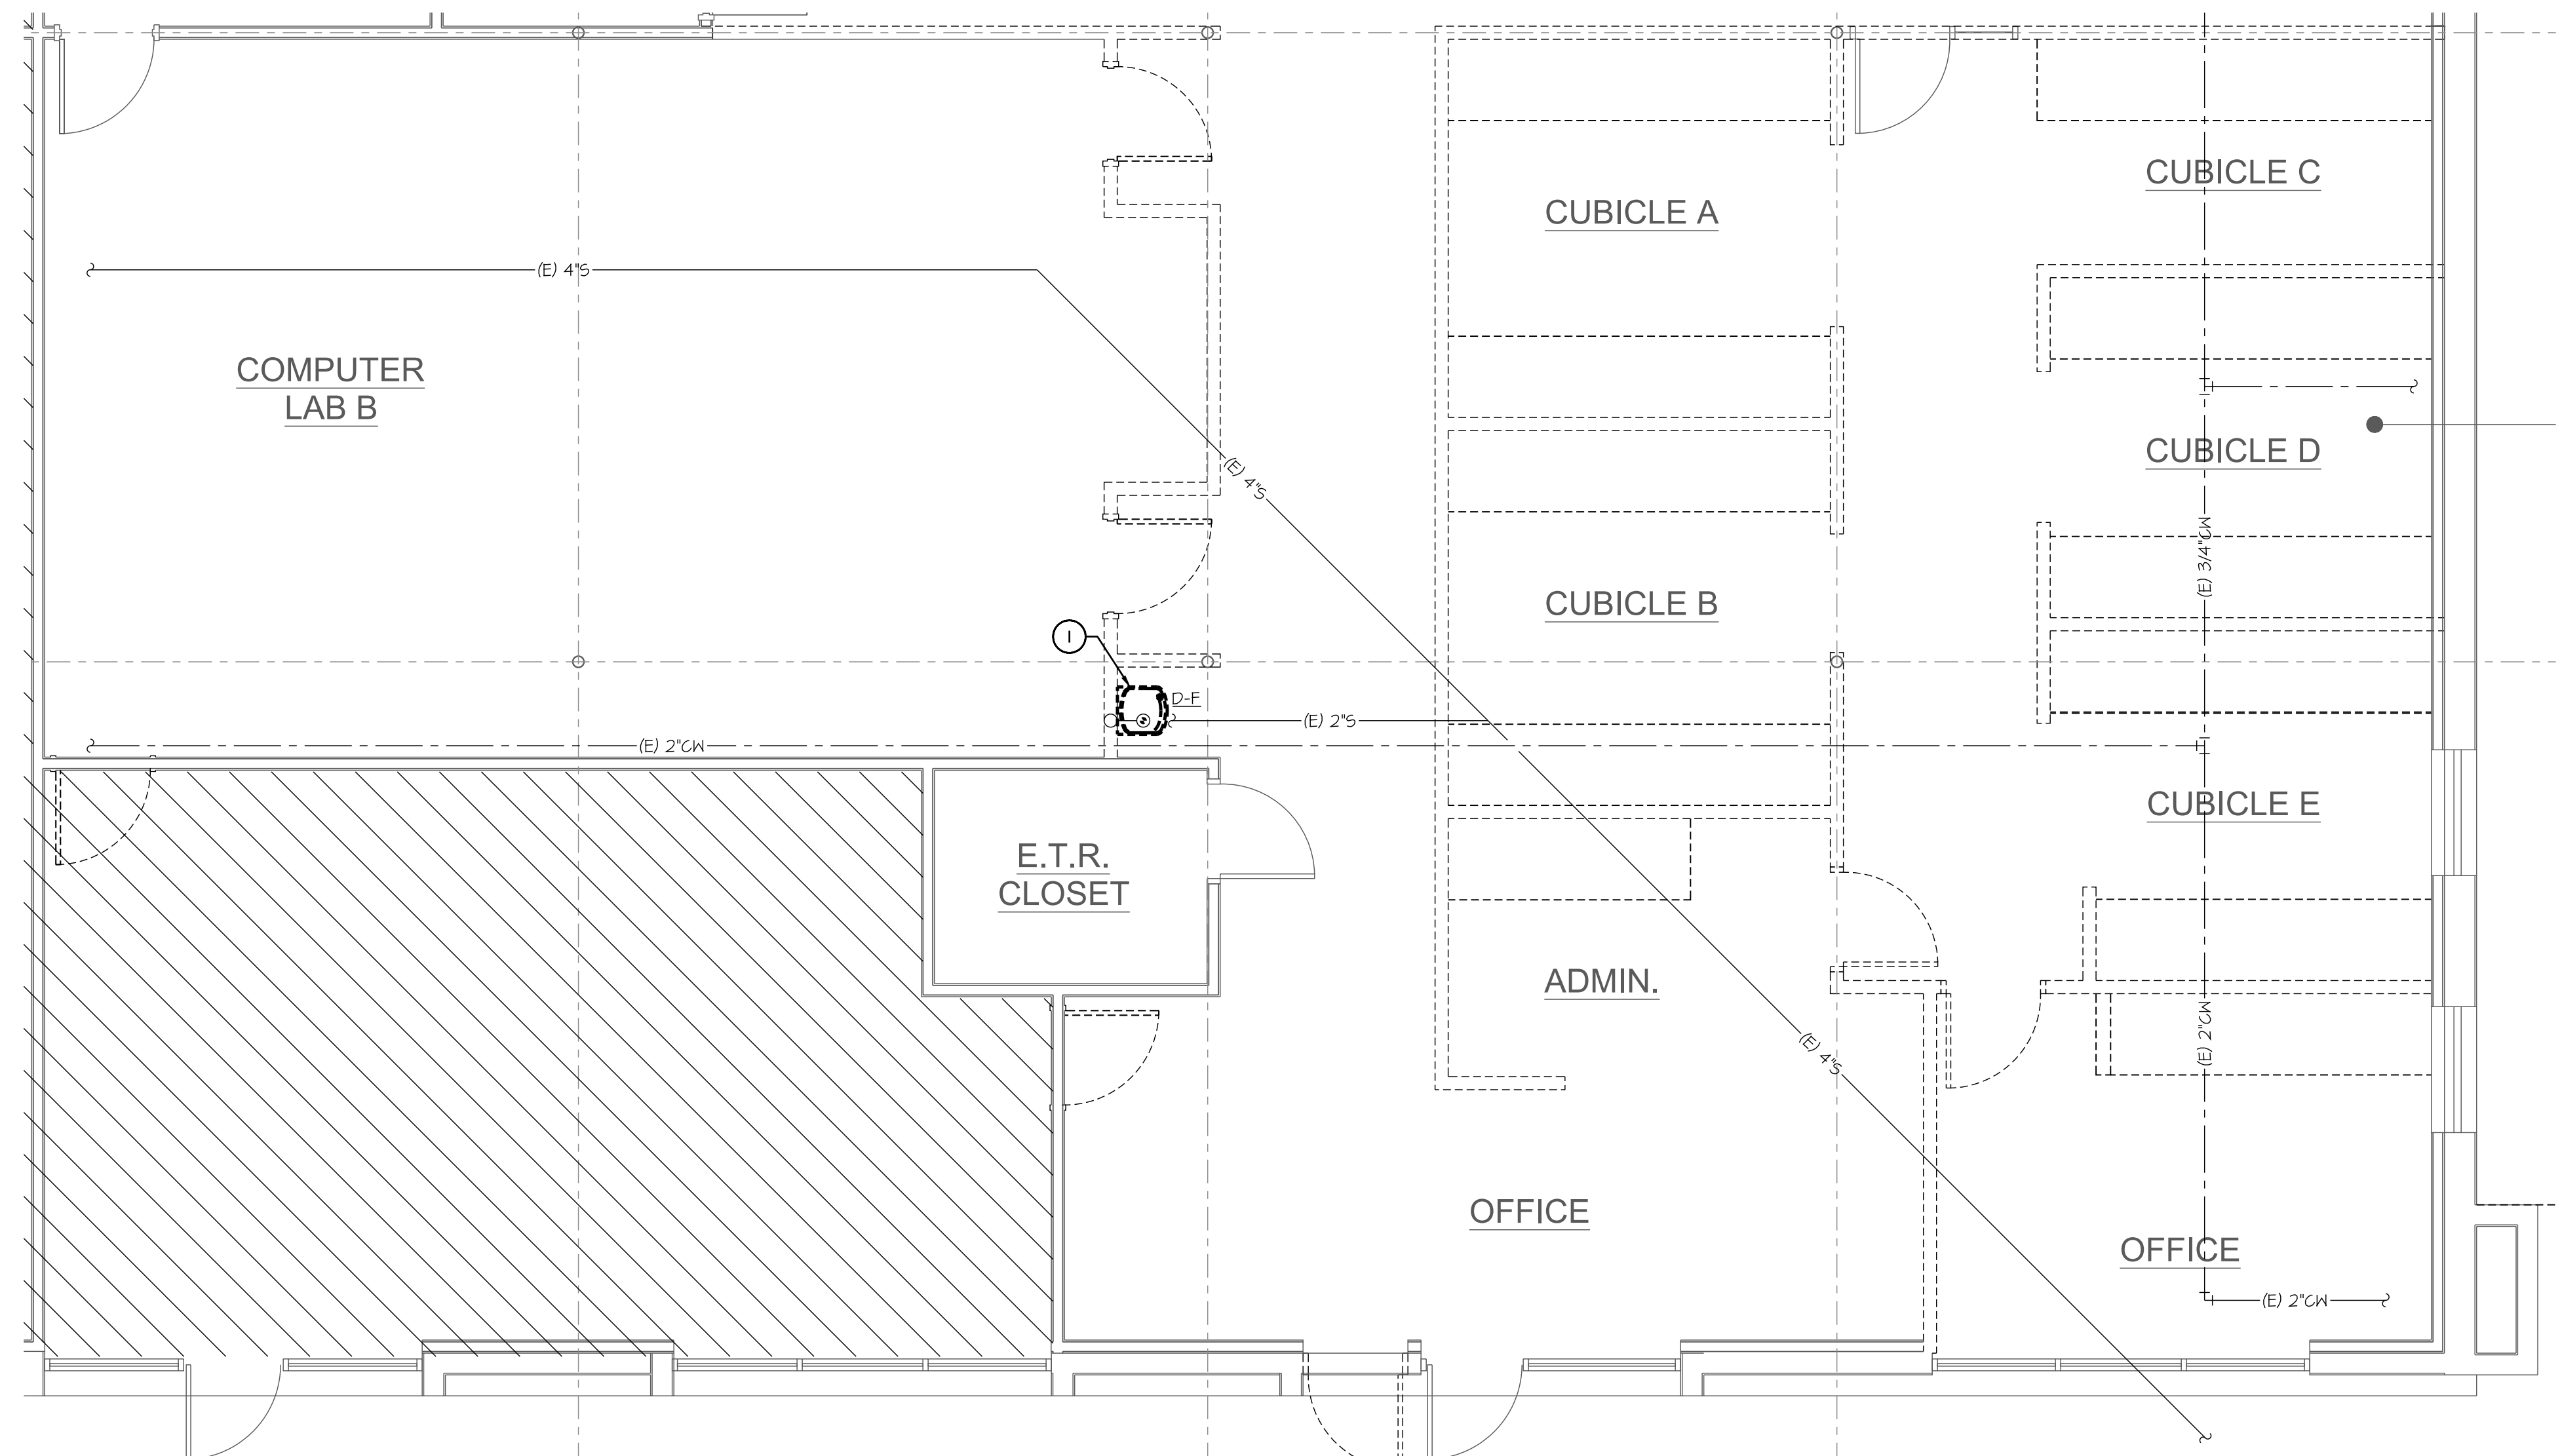 CUBICLE C
CUBICLE A
(E) 4"S
COMPUTER
LAB B
CUBICLE D
(E) 4"S
(E) 3/4"CW
CUBICLE B
1
D-F
(E) 2"S
(E) 2"CW
CUBICLE E
E.T.R.
CLOSET
ADMIN.
(E) 2"CW
(E) 4"S
OFFICE
OFFICE
(E) 2"CW